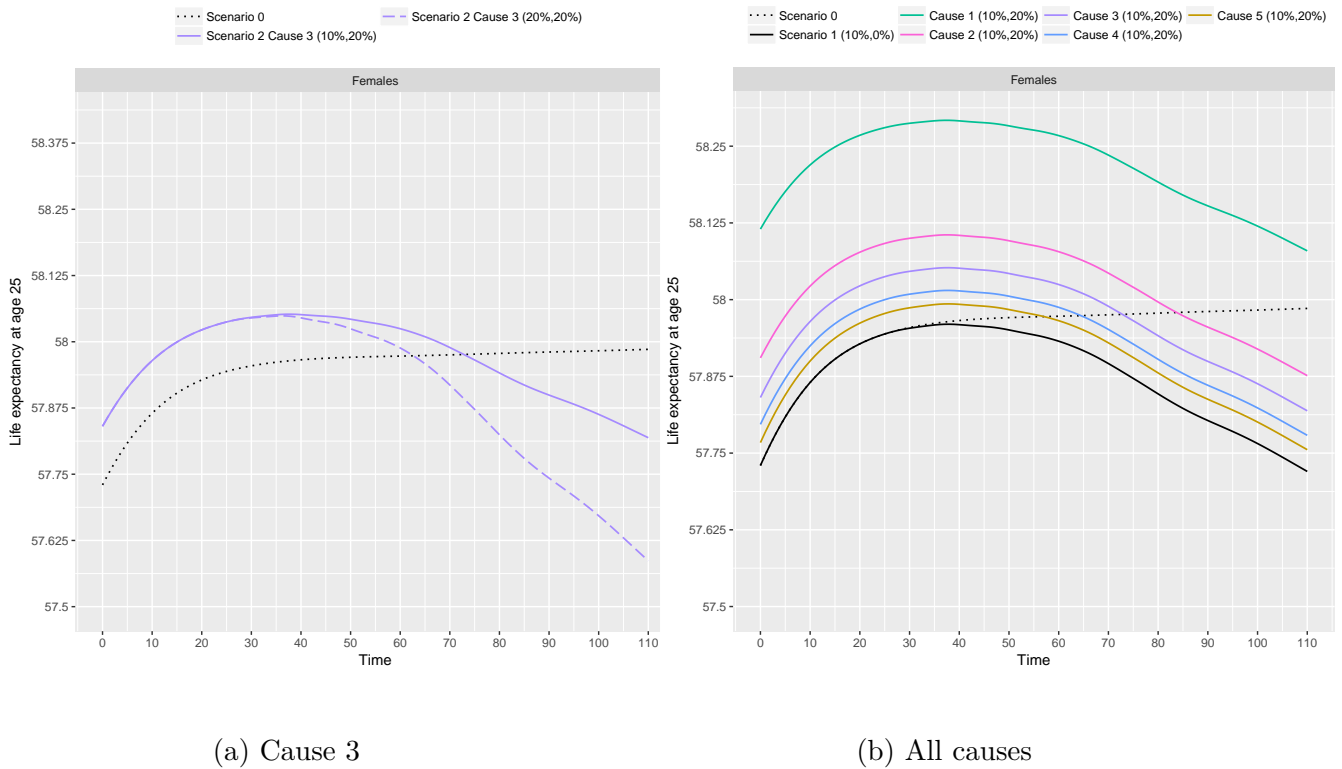 Scenario 0
Scenario 2 Cause 3 (20%,20%)
Scenario 2 Cause 3 (10%,20%)
Females
Life expectancy at age 25
58.375
58.25
58.125
58
57.875
57.75
57.625
57.5
0 10 20 30 40 50 60 70 80 90 100 110
Time
(a) Cause 3
Scenario 0 Cause 1 (10%,20%) Cause 3 (10%,20%) Cause 5 (10%,20%)
Scenario 1 (10%,0%) Cause 2 (10%,20%) Cause 4 (10%,20%)
Females
Life expectancy at age 25
58.25
58.125
58
57.875
57.75
57.625
57.5
0 10 20 30 40 50 60 70 80 90 100 110
Time
(b) All causes